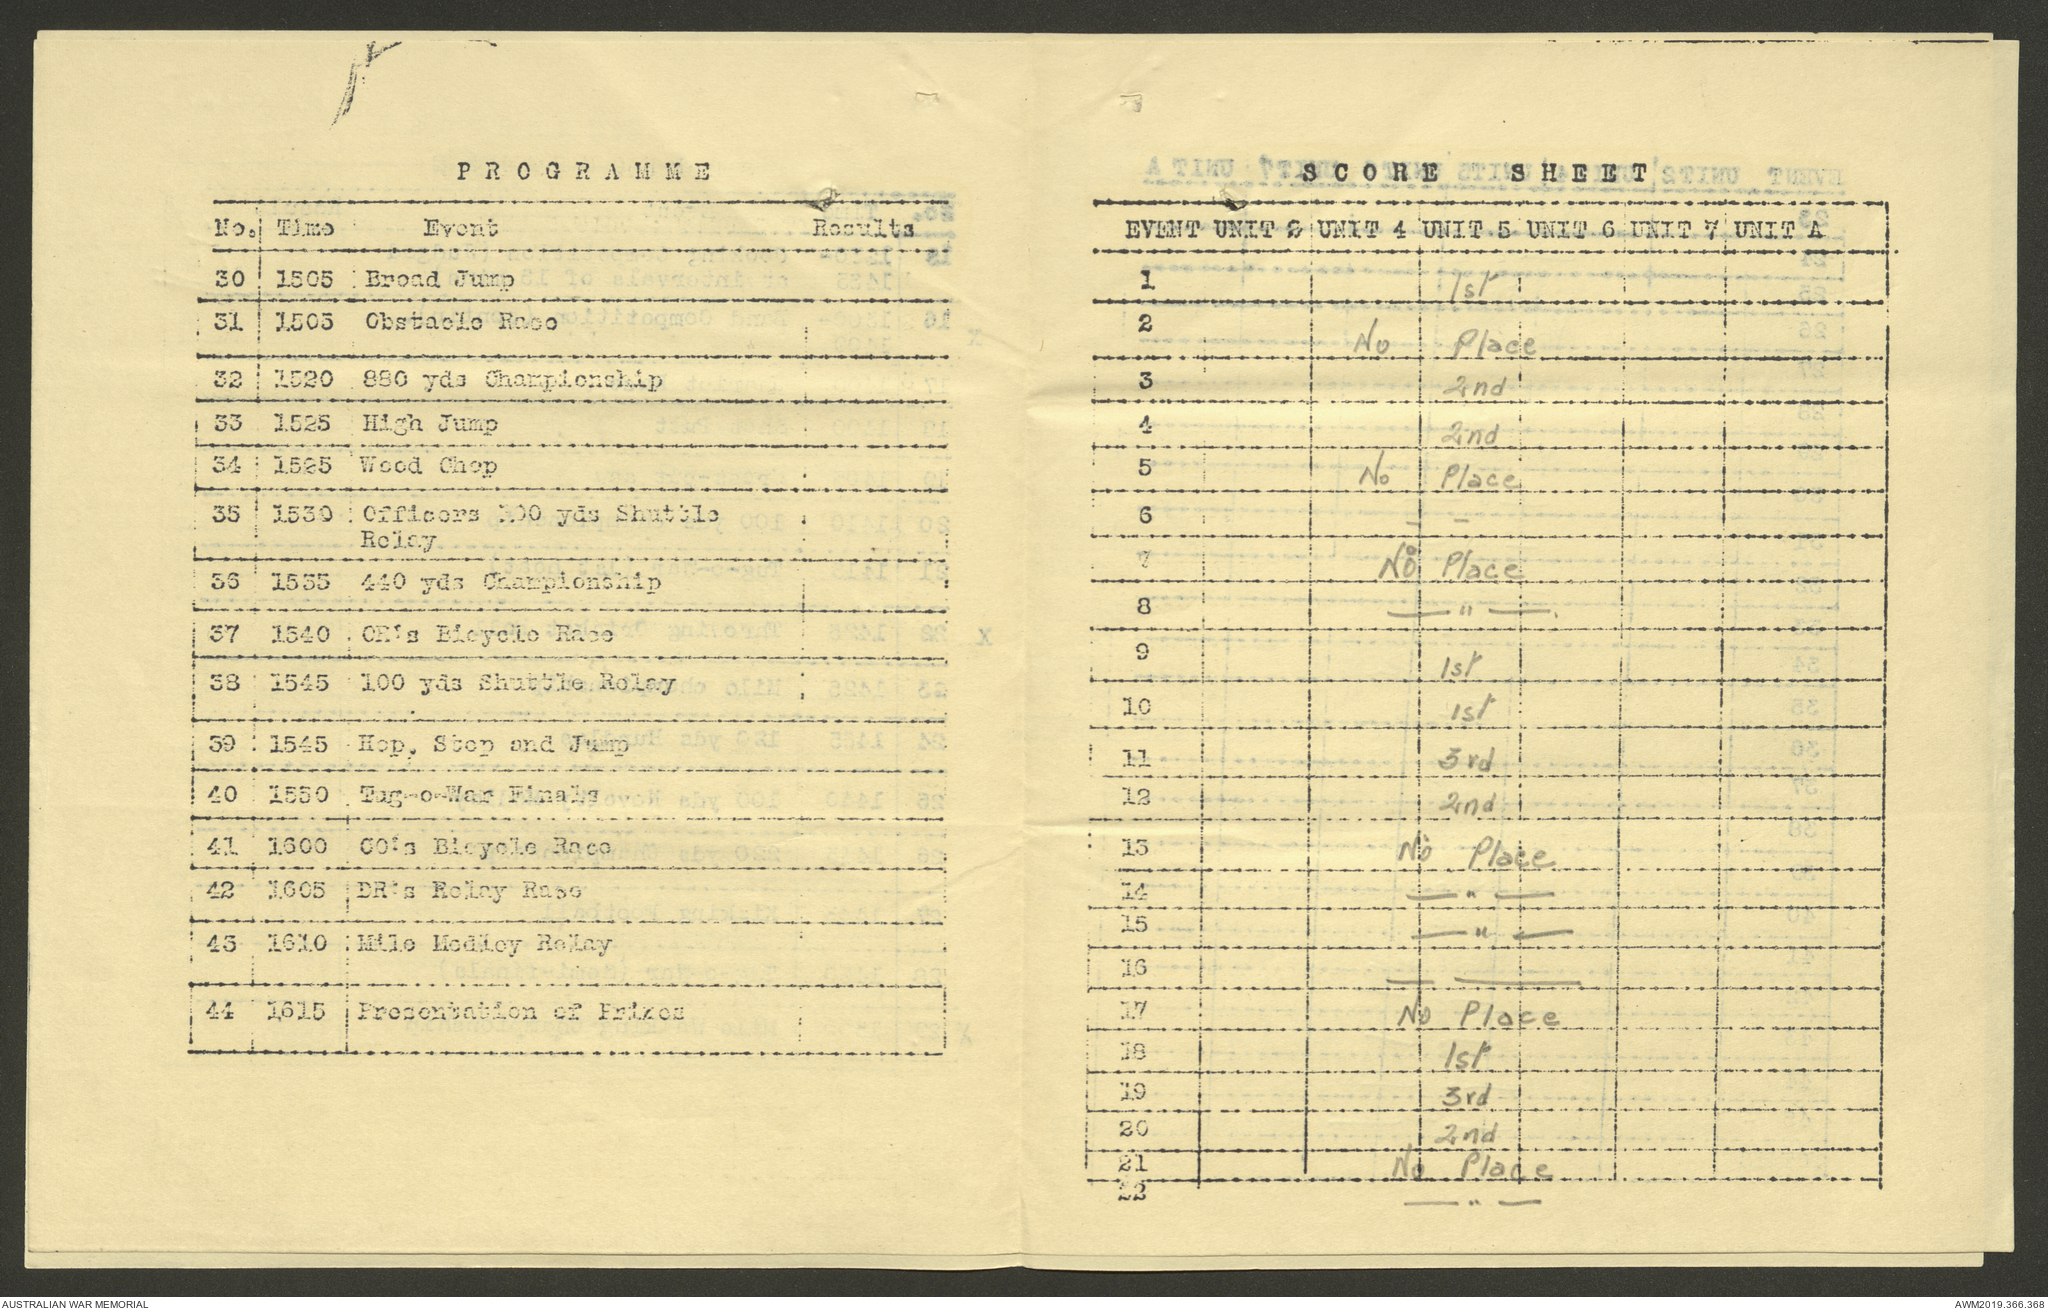 PROGRAMME
No. Time Event Results
30 1505 Broad Jump
31 1505 Obstacle Race
32 1520 880 yds Championship
33 1525 High Jump
34 1525 Wood Chop
35 1530 Officers 100 yds Shuttle
Relay
36 1535 440 yds Championship
37 1540 OR's Bicycle Race
38 1545 100 yds Shuttle Relay
39 1545 Hop, Step and Jump
40 1550 Tug-o-War Finals
41 1600 CO's Bicycle Race
42 1605 DR's Relay Race
43 1610 Mile Medley Relay
44 1615 Presentation of Prizes
SCORE SHEET
EVENT UNIT 2 UNIT 4 UNIT 5 UNIT 6 UNIT 7 UNIT A
1 1st
2 No Place
3 2nd
4 2nd
5 No Place
6 - -
7 No Place
8 — " —
9 1st
10 1st
11 3rd
12 2nd
13 No Place
14 — " —
15 — " —
16 — —
17 No Place
18 1st
19 3rd
20 2nd
21 No Place
22 — " —
AUSTRALIAN WAR MEMORIAL
AWM2019.366.368